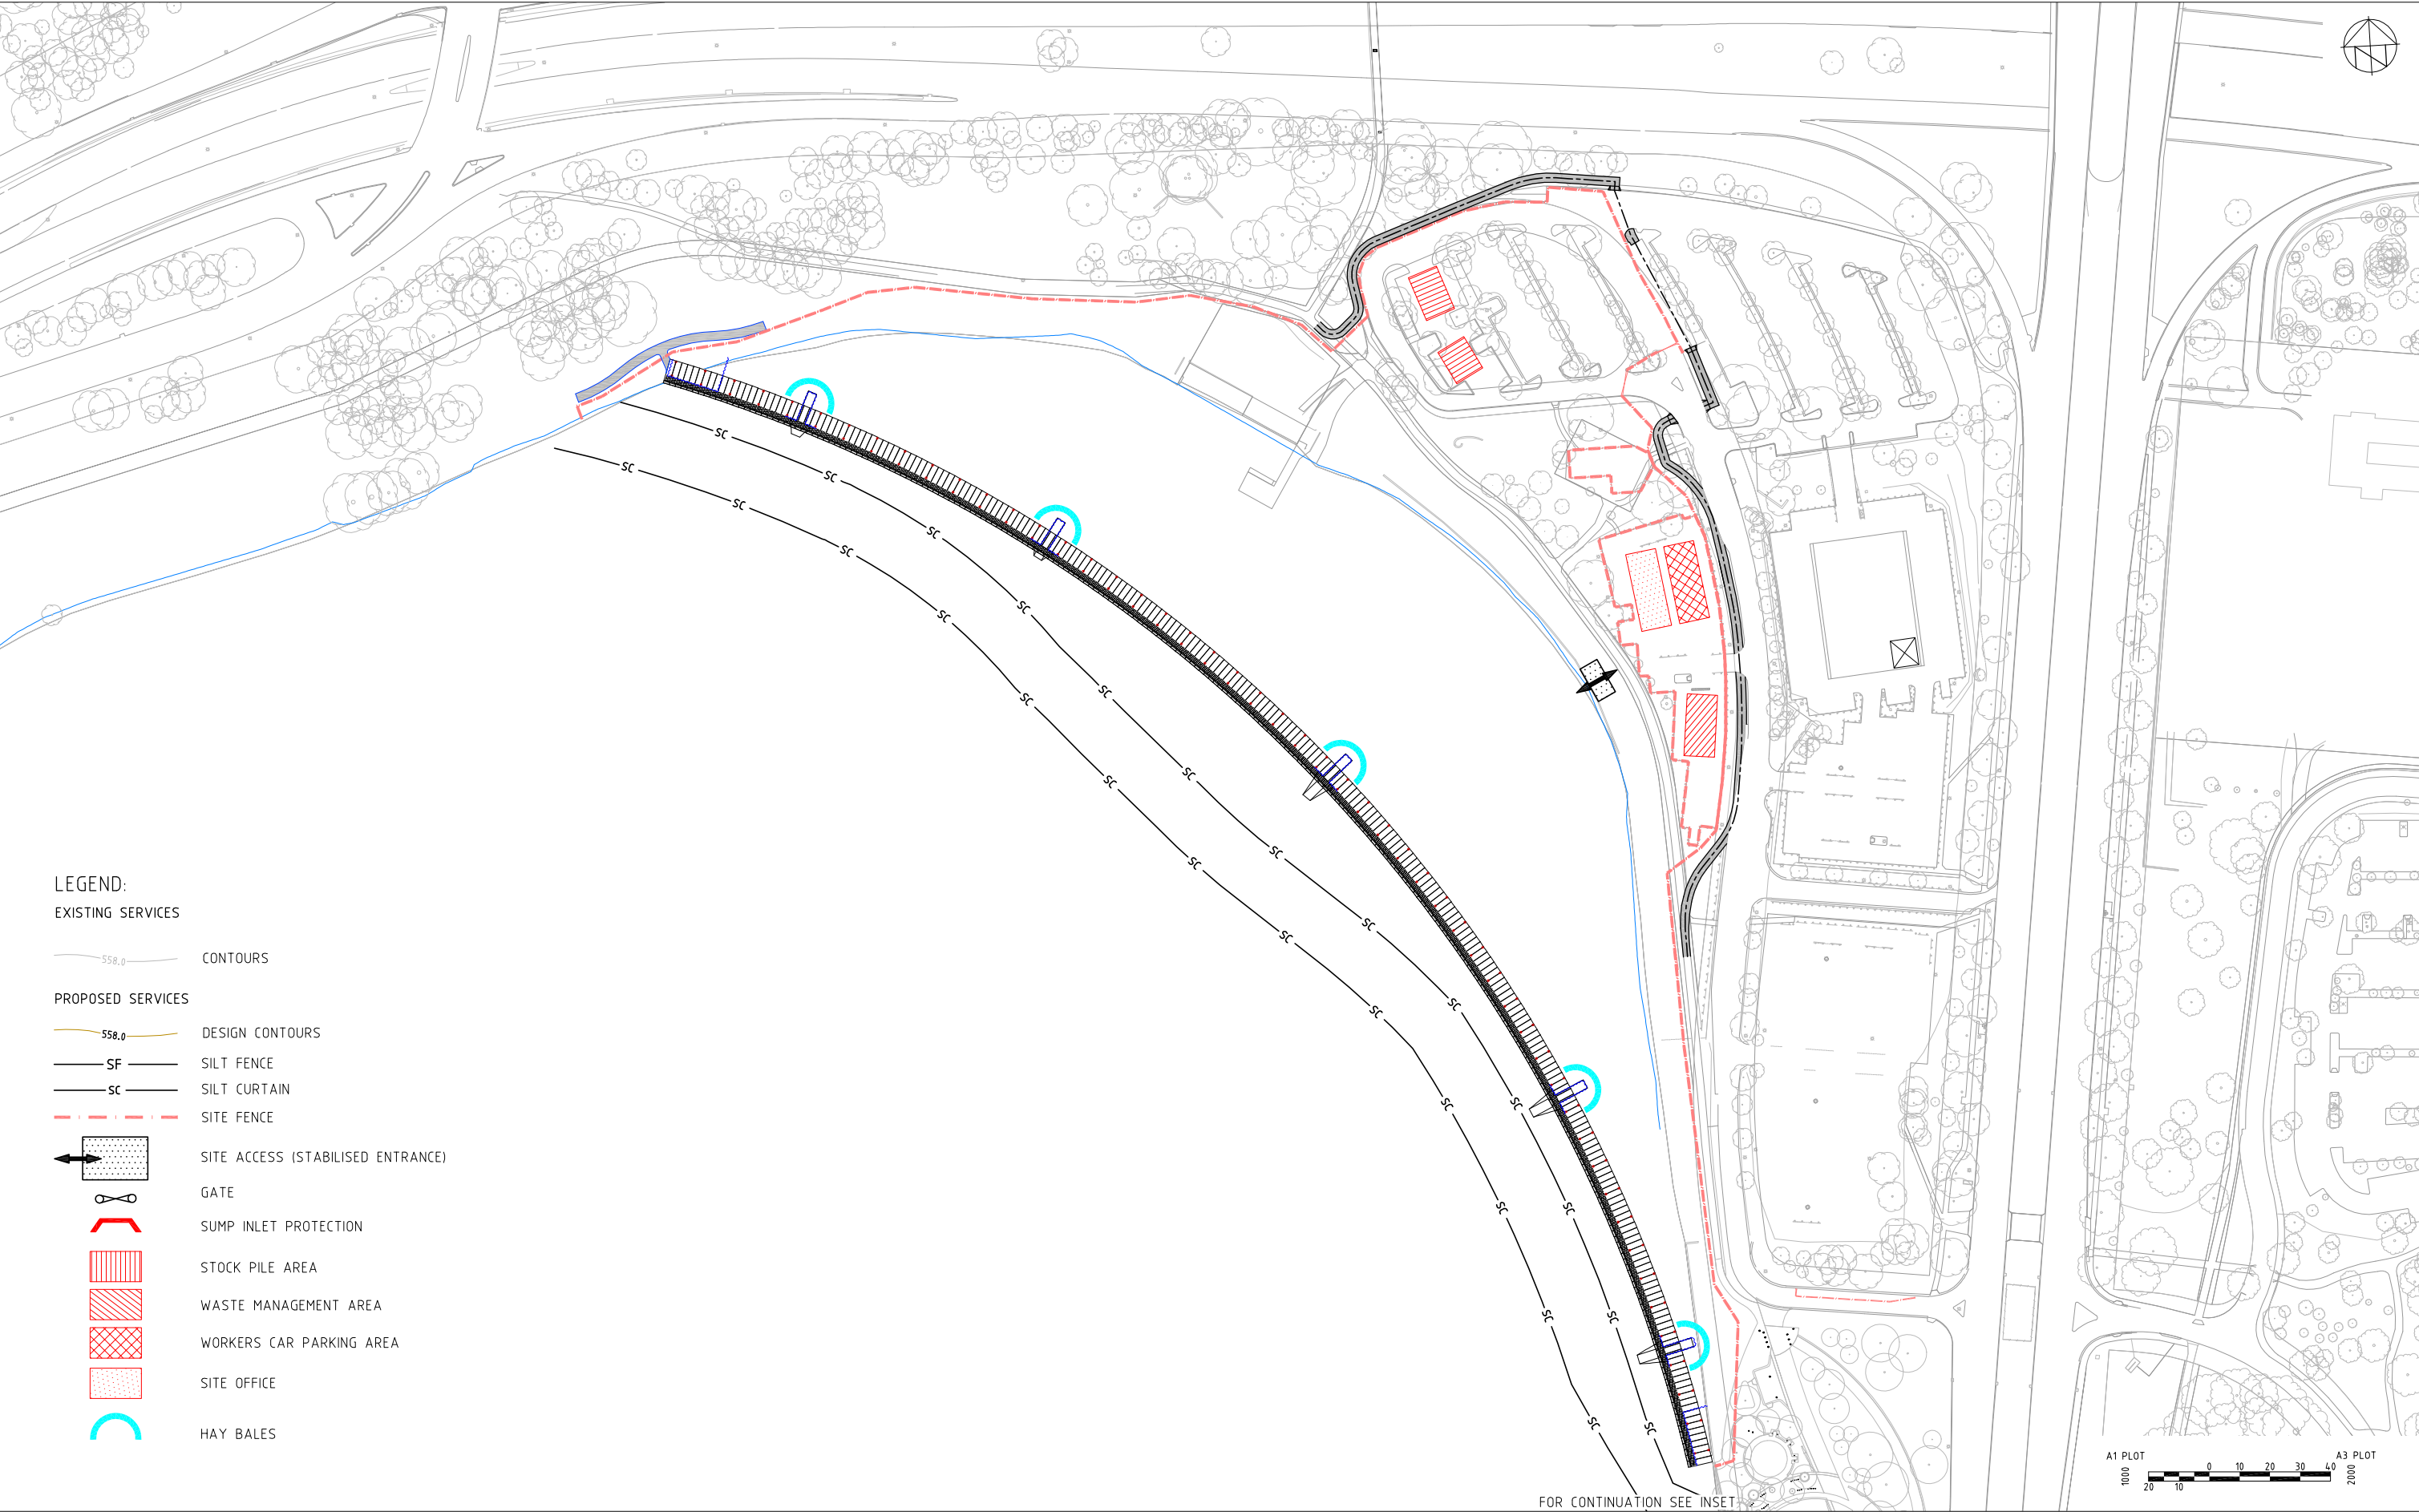 LEGEND:
EXISTING SERVICES
558.0 CONTOURS
PROPOSED SERVICES
558.0 DESIGN CONTOURS
SF SILT FENCE
SC SILT CURTAIN
SITE FENCE
SITE ACCESS (STABILISED ENTRANCE)
GATE
SUMP INLET PROTECTION
STOCK PILE AREA
WASTE MANAGEMENT AREA
WORKERS CAR PARKING AREA
SITE OFFICE
HAY BALES
SC SC SC SC SC SC SC SC SC SC SC SC SC
SC SC SC SC SC SC SC SC SC SC SC SC SC
FOR CONTINUATION SEE INSET
A1 PLOT A3 PLOT
1000 0 10 20 30 40 2000
20 10
N